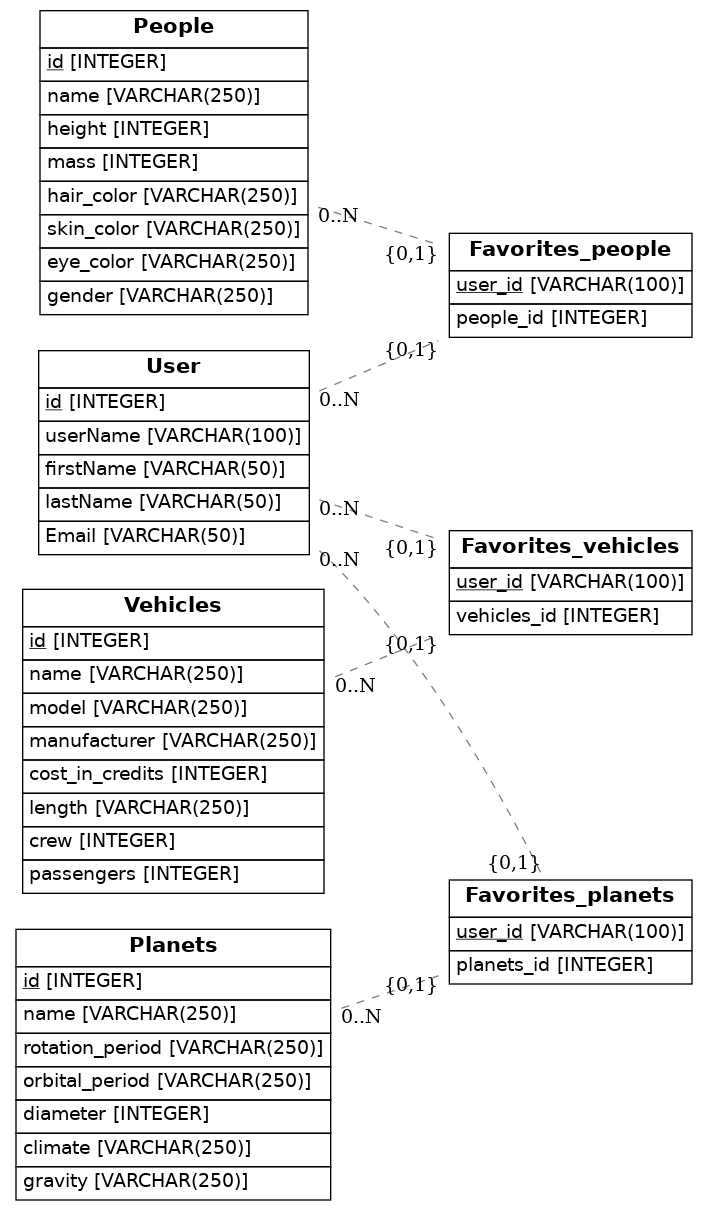 People
id [INTEGER]
name [VARCHAR(250)]
height [INTEGER]
mass [INTEGER]
hair_color [VARCHAR(250)]
skin_color [VARCHAR(250)]
eye_color [VARCHAR(250)]
gender [VARCHAR(250)]
0..N
{0,1}
Favorites_people
user_id [VARCHAR(100)]
people_id [INTEGER]
{0,1}
0..N
User
id [INTEGER]
userName [VARCHAR(100)]
firstName [VARCHAR(50)]
lastName [VARCHAR(50)]
Email [VARCHAR(50)]
0..N
{0,1}
0..N
Favorites_vehicles
user_id [VARCHAR(100)]
vehicles_id [INTEGER]
{0,1}
0..N
Vehicles
id [INTEGER]
name [VARCHAR(250)]
model [VARCHAR(250)]
manufacturer [VARCHAR(250)]
cost_in_credits [INTEGER]
length [VARCHAR(250)]
crew [INTEGER]
passengers [INTEGER]
{0,1}
Favorites_planets
user_id [VARCHAR(100)]
planets_id [INTEGER]
{0,1}
0..N
Planets
id [INTEGER]
name [VARCHAR(250)]
rotation_period [VARCHAR(250)]
orbital_period [VARCHAR(250)]
diameter [INTEGER]
climate [VARCHAR(250)]
gravity [VARCHAR(250)]